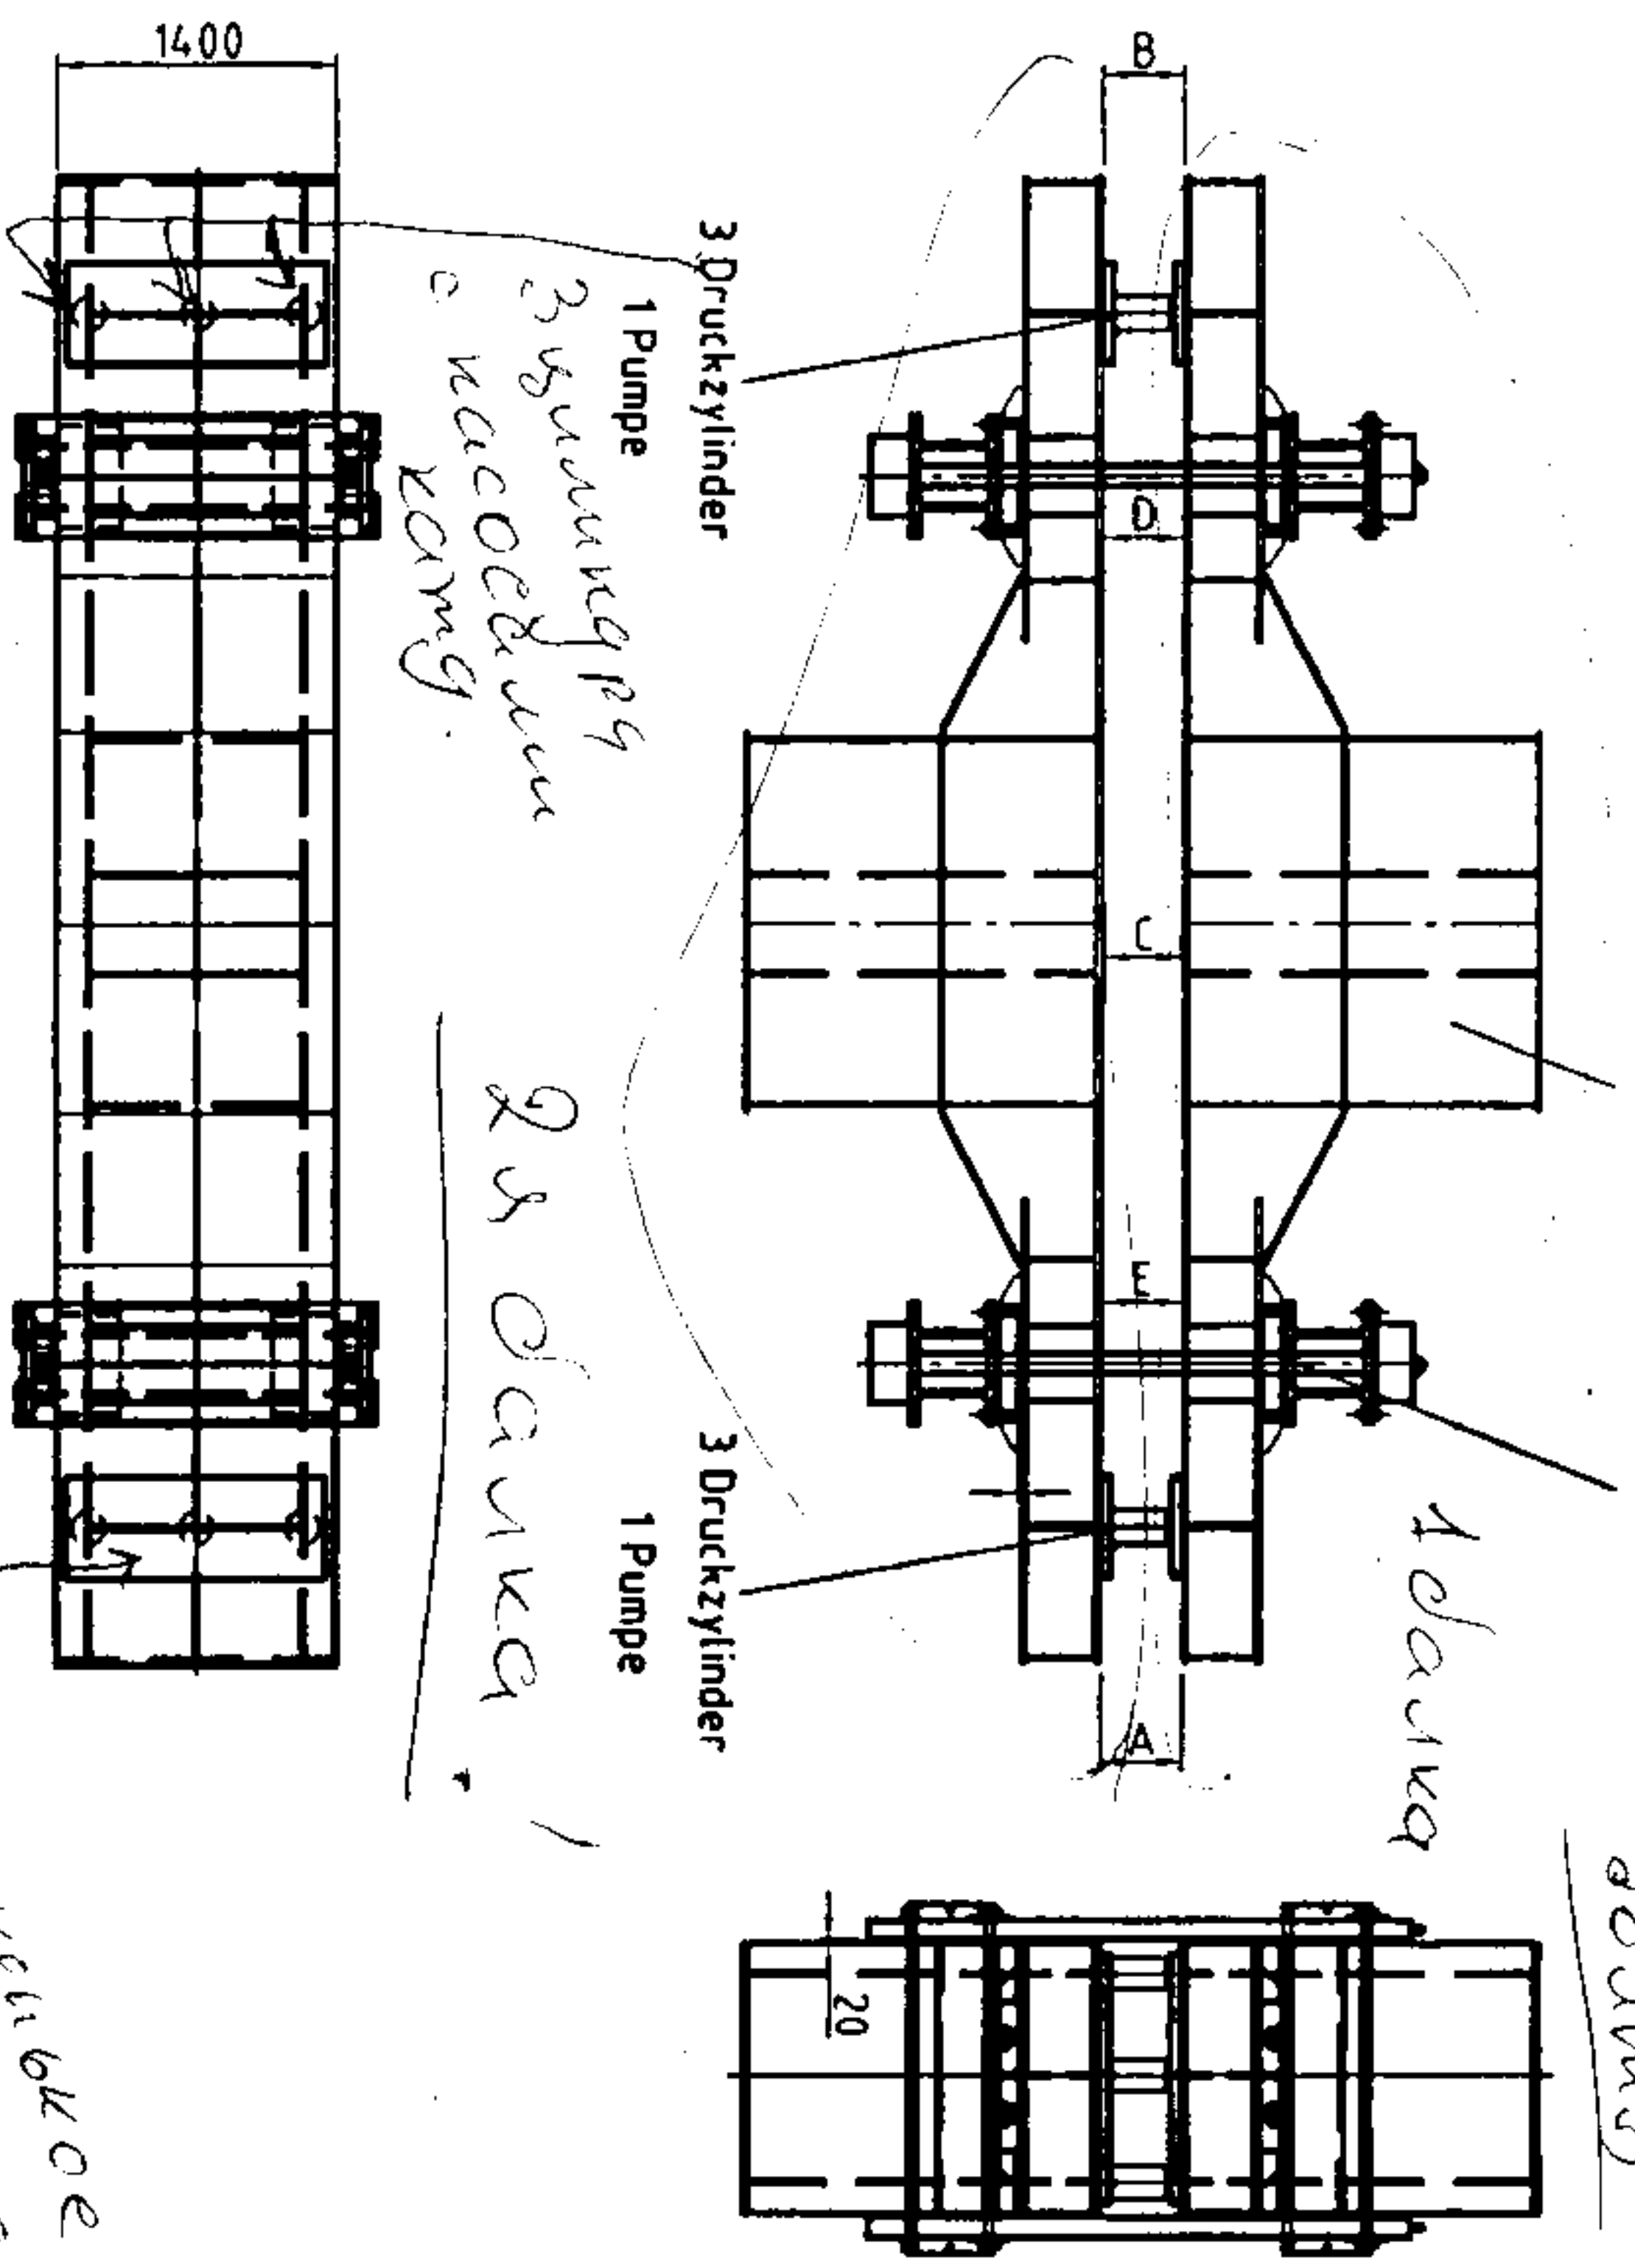 1 балка
B
D
C
E
A
20
3 Druckzylinder
1 Pumpe
3 Druckzylinder
1 Pumpe
3 цилиндра
с насосами
2я балка
1400